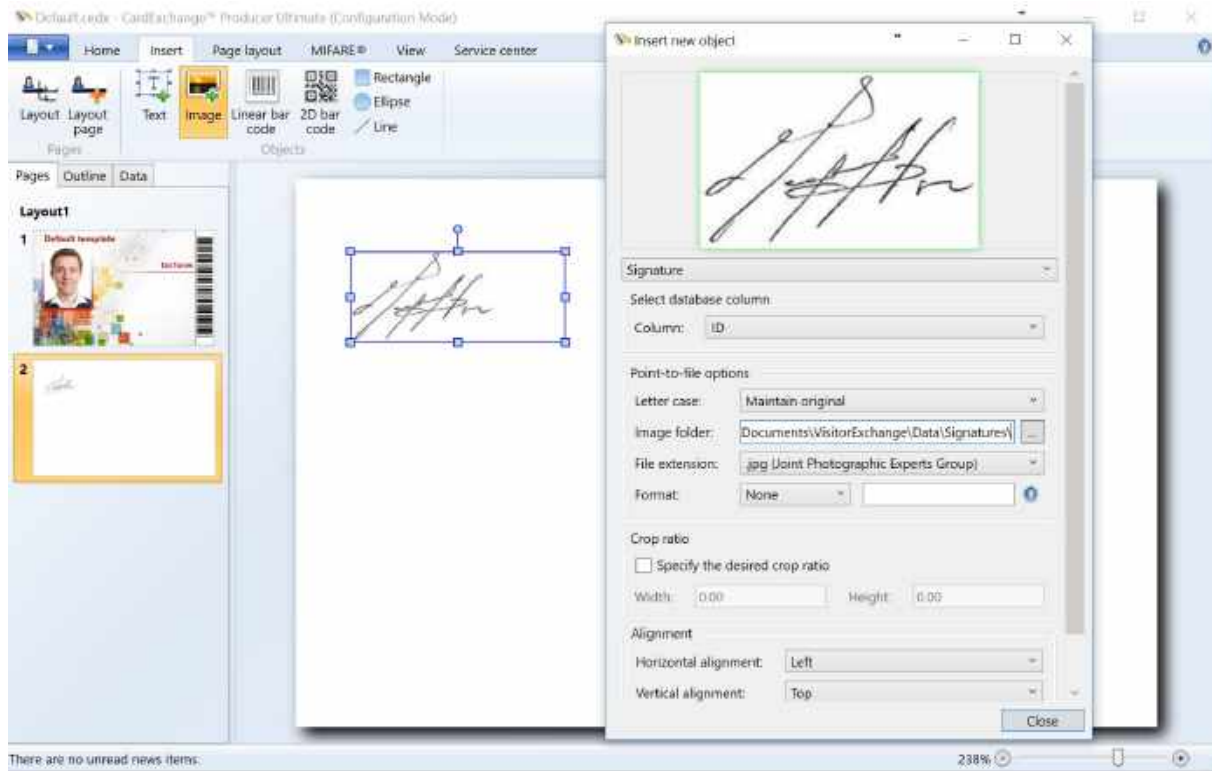 Default.cedx - CardExchange™ Producer Ultimate (Configuration Mode)
Home Insert Page layout MIFARE® View Service center
Layout
Layout page
Text
Image
Linear bar code
2D bar code
Rectangle
Ellipse
Line
Pages
Objects
Pages Outline Data
Layout1
1
Default template
2
Insert new object
Signature
Select database column
Column: ID
Point-to-file options
Letter case: Maintain original
Image folder: Documents\VisitorExchange\Data\Signatures\ ...
File extension: .jpg (Joint Photographic Experts Group)
Format: None
Crop ratio
Specify the desired crop ratio
Width: 0.00 Height: 0.00
Alignment
Horizontal alignment: Left
Vertical alignment: Top
Close
There are no unread news items.
238%